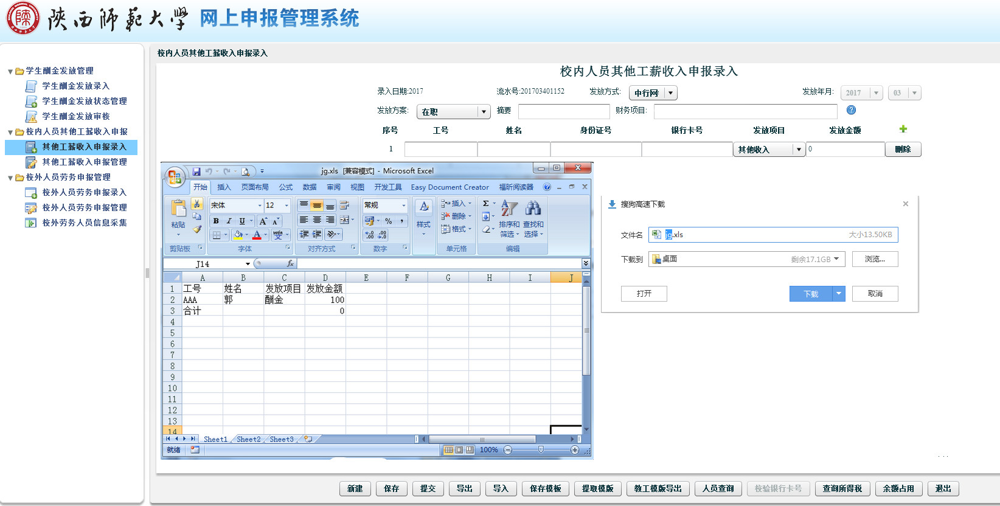 陕西师范大学 网上申报管理系统
学生酬金发放管理
学生酬金发放录入
学生酬金发放状态管理
学生酬金发放审核
校内人员其他工薪收入申报
其他工薪收入申报录入
其他工薪收入申报管理
校外人员劳务申报管理
校外人员劳务申报录入
校外人员劳务申报管理
校外劳务人员信息采集
校内人员其他工薪收入申报录入
校内人员其他工薪收入申报录入
录入日期:2017 流水号:201703401152 发放方式: 中行网 发放年月: 2017 03
发放方案: 在职 摘要 财务项目:
序号 工号 姓名 身份证号 银行卡号 发放项目 发放金额
1 其他收入 0 删除
jg.xls [兼容模式] - Microsoft Excel
开始 插入 页面布局 公式 数据 审阅 视图 开发工具 Easy Document Creator 福昕阅读器
粘贴 宋体 12 常规 样式 插入 删除 格式 排序和筛选 查找和选择
剪贴板 字体 对齐方式 数字 单元格 编辑
J14 fx
A B C D E F G H I J
1 工号 姓名 发放项目 发放金额
2 AAA 郭 酬金 100
3 合计 0
4
5
6
7
8
9
10
11
12
13
14
Sheet1 Sheet2 Sheet3
就绪 100%
搜狗高速下载
文件名 jg.xls 大小13.50KB
下载到 桌面 剩余17.1GB 浏览...
打开 下载 取消
...
新建 保存 提交 导出 导入 保存模板 提取模版 教工模版导出 人员查询 校验银行卡号 查询所得税 余额占用 退出